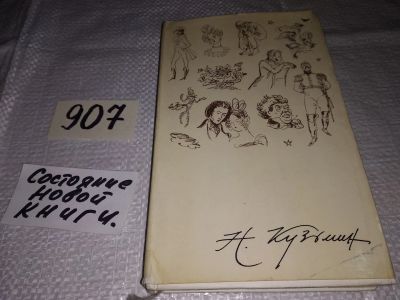 907
Состояние
новой
книги.
Н. Кузьмин